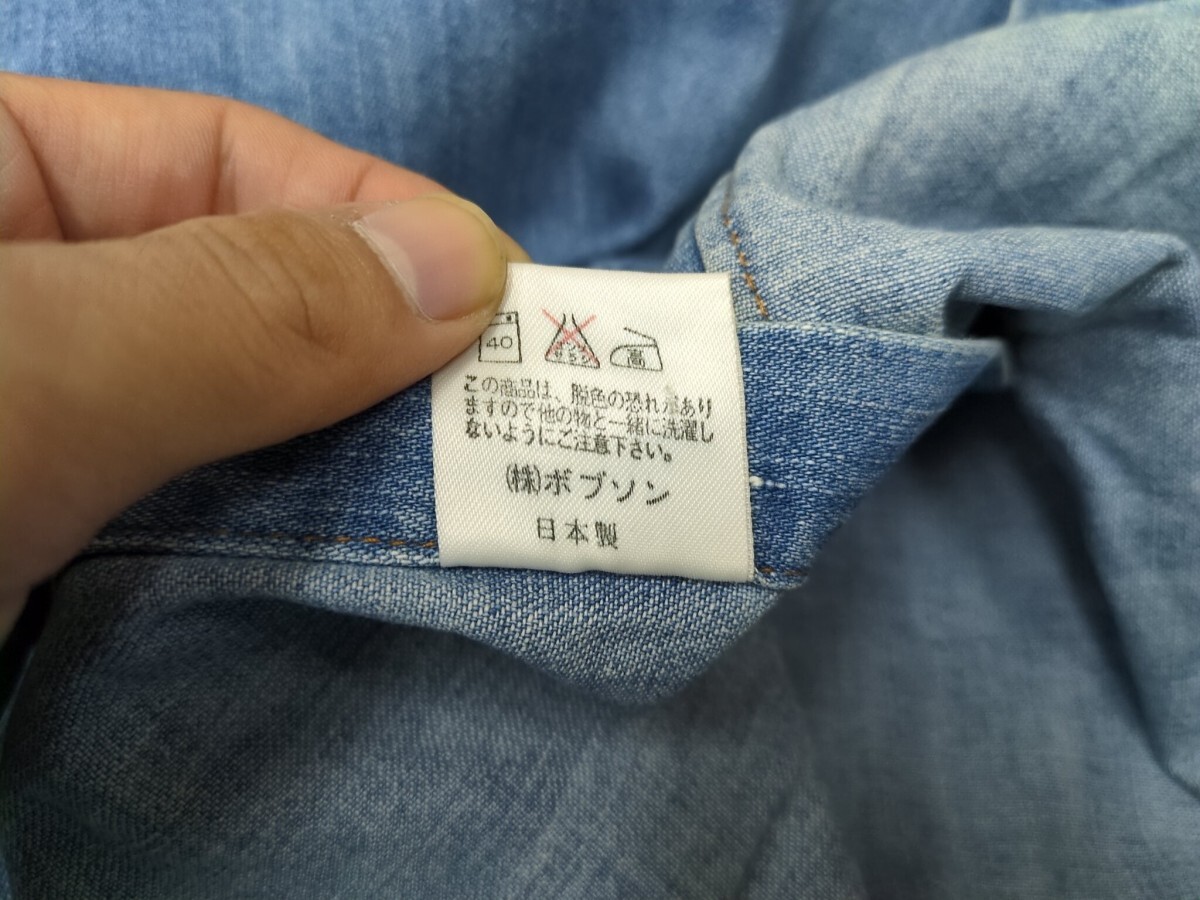 40
高
この商品は、脱色の恐れがあり
ますので他の物と一緒に洗濯し
ないようにご注意下さい。
(株)ボブソン
日本製